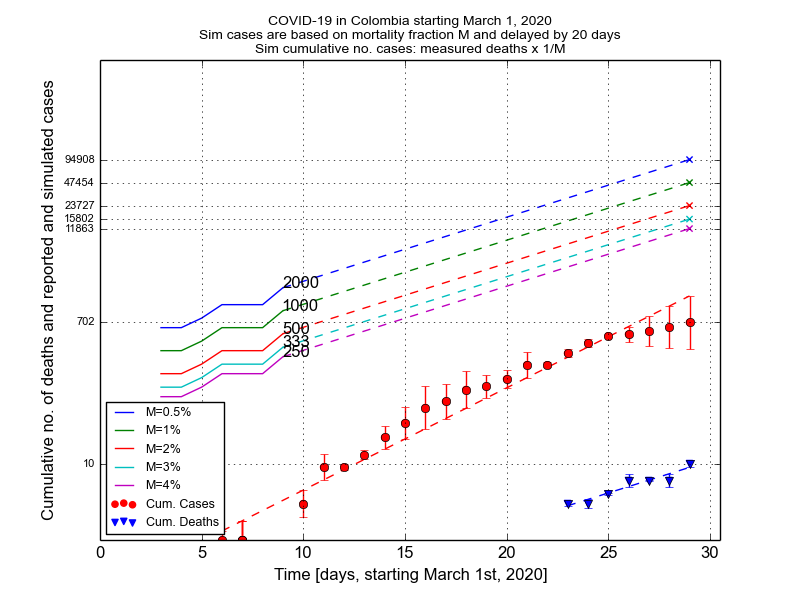 COVID-19 in Colombia starting March 1, 2020
Sim cases are based on mortality fraction M and delayed by 20 days
Sim cumulative no. cases: measured deaths x 1/M
Cumulative no. of deaths and reported and simulated cases
94908
47454
23727
15802
11863
702
10
2000
1000
500
333
250
M=0.5%
M=1%
M=2%
M=3%
M=4%
Cum. Cases
Cum. Deaths
0 5 10 15 20 25 30
Time [days, starting March 1st, 2020]